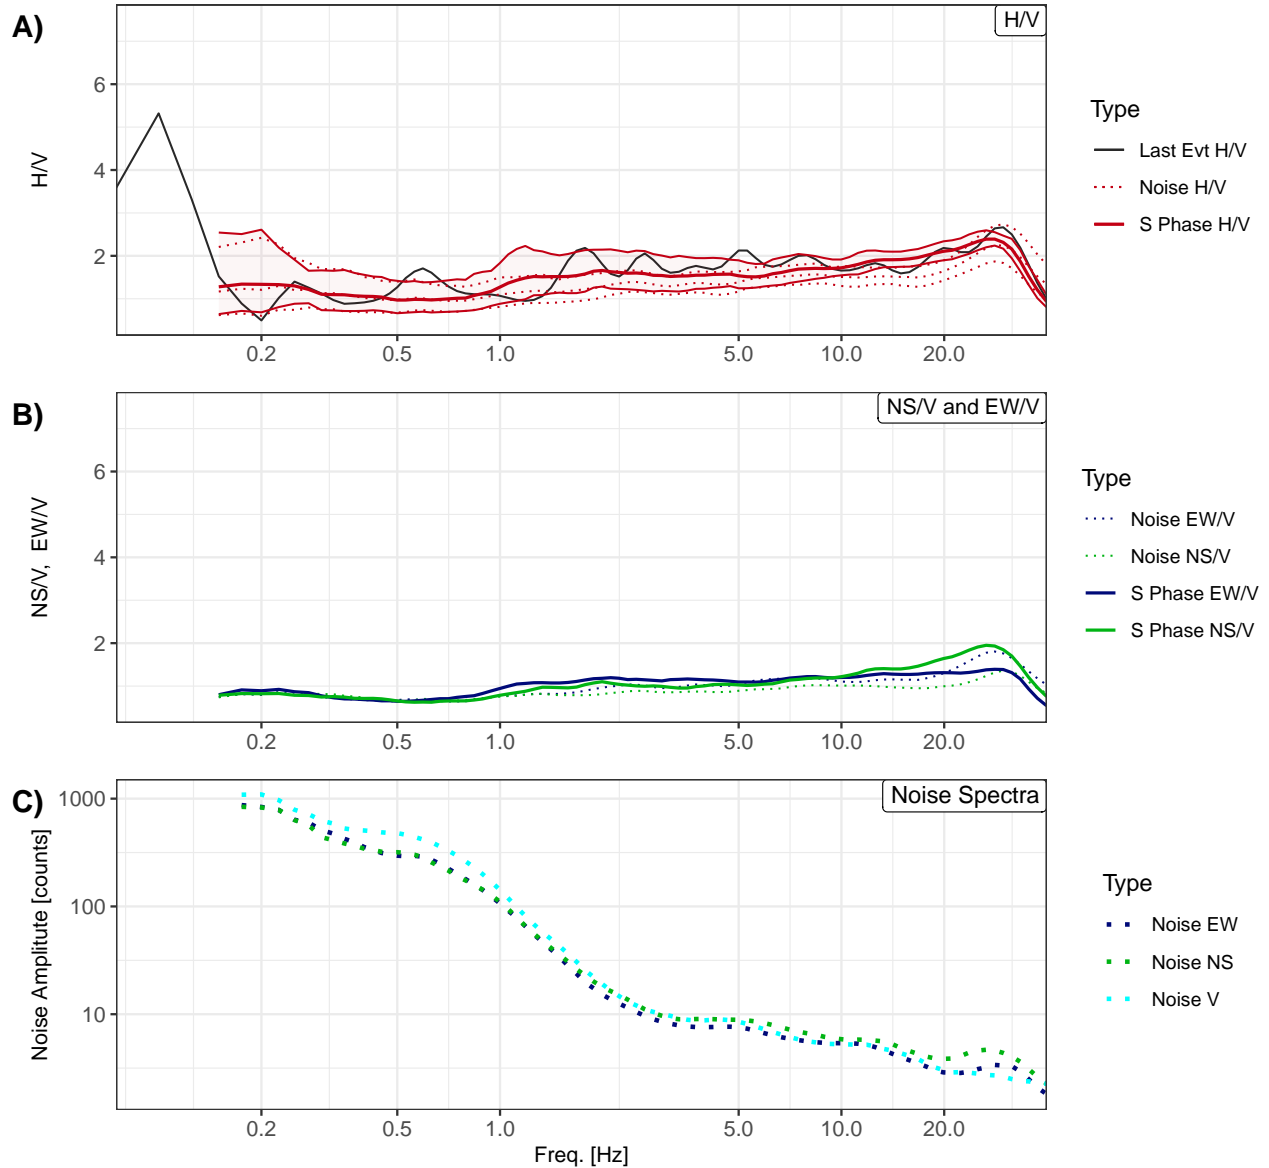 A)
H/V
6
4
2
H/V
0.2 0.5 1.0 5.0 10.0 20.0
Type
Last Evt H/V
Noise H/V
S Phase H/V
B)
NS/V and EW/V
6
4
2
NS/V, EW/V
0.2 0.5 1.0 5.0 10.0 20.0
Type
Noise EW/V
Noise NS/V
S Phase EW/V
S Phase NS/V
C)
Noise Spectra
1000
100
10
Noise Amplitute [counts]
0.2 0.5 1.0 5.0 10.0 20.0
Freq. [Hz]
Type
Noise EW
Noise NS
Noise V